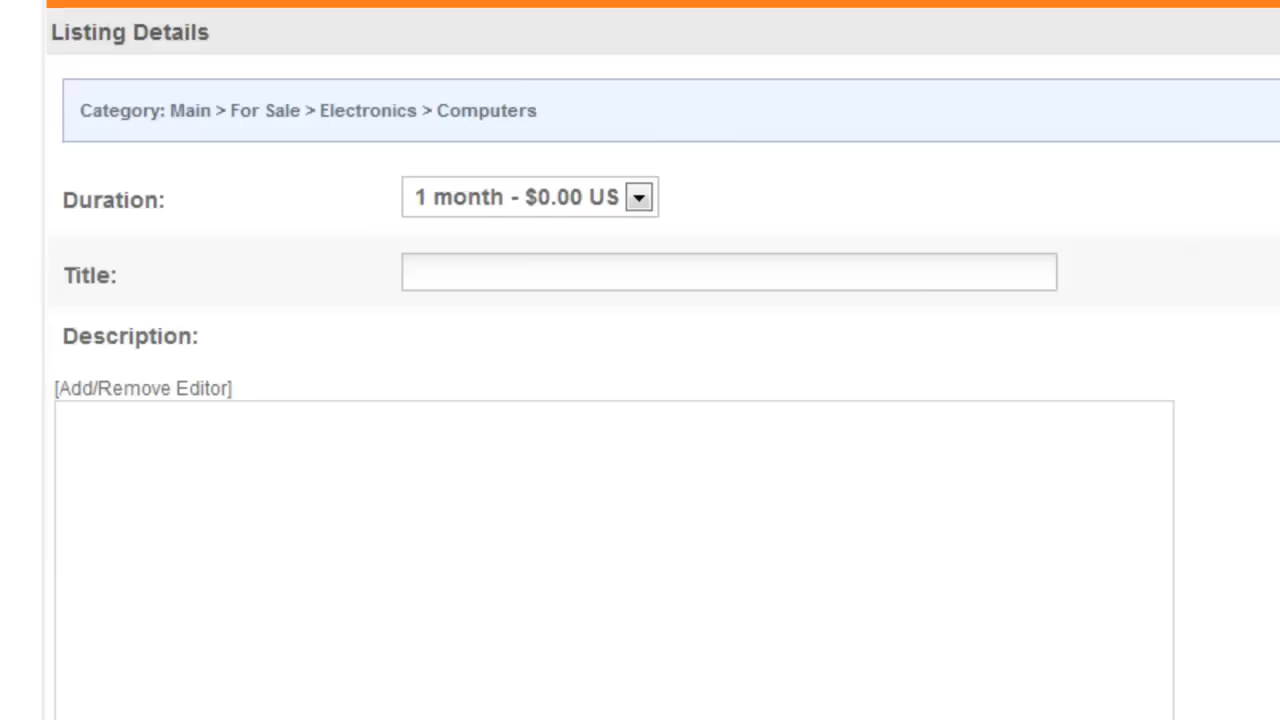 Listing Details
Category: Main > For Sale > Electronics > Computers
Duration:
1 month - $0.00 US
Title:
Description:
[Add/Remove Editor]